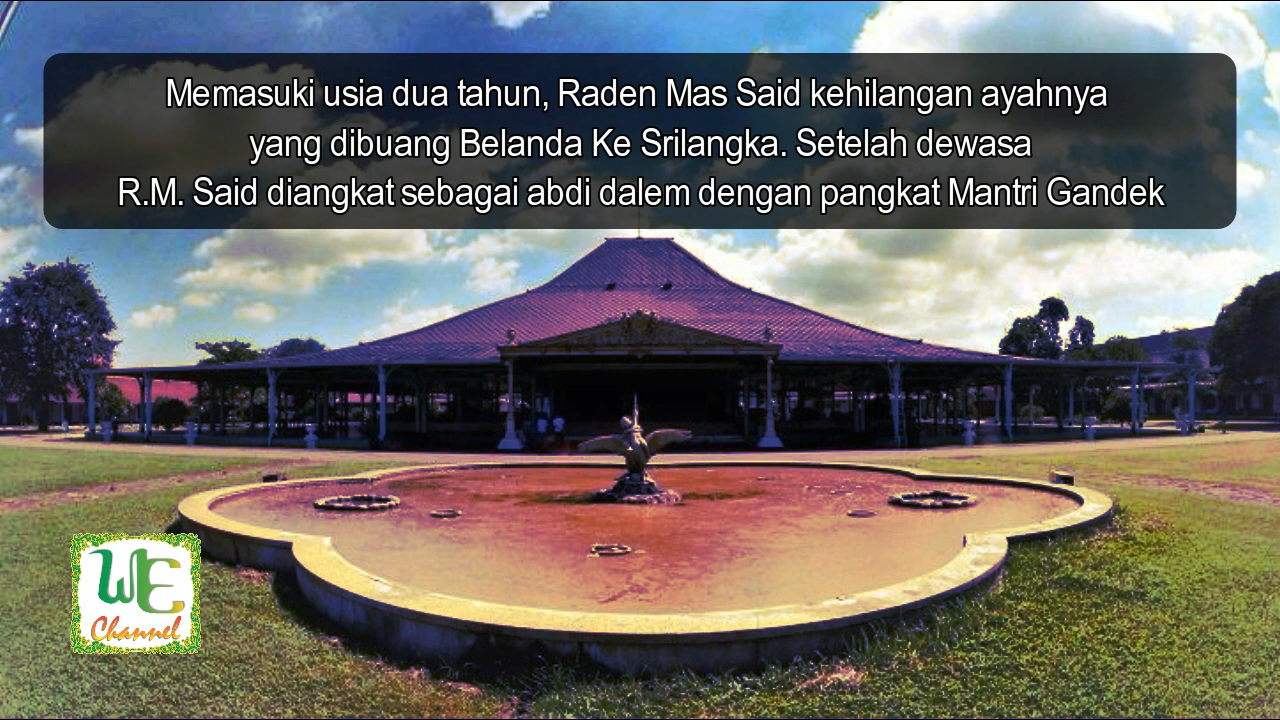 Memasuki usia dua tahun, Raden Mas Said kehilangan ayahnya
yang dibuang Belanda Ke Srilangka. Setelah dewasa
R.M. Said diangkat sebagai abdi dalem dengan pangkat Mantri Gandek
WE
Channel